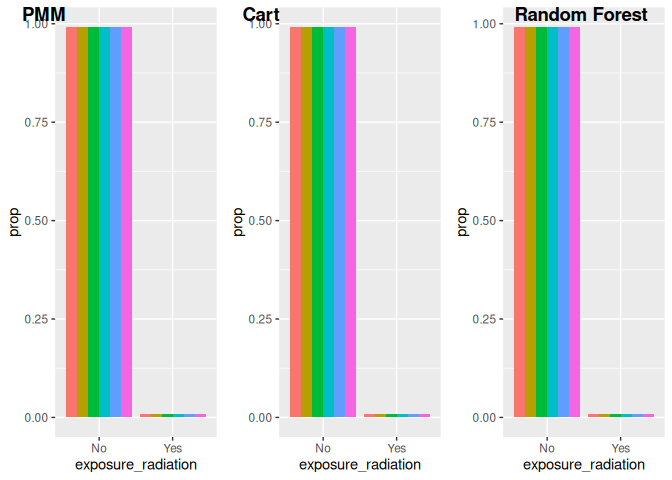 PMM Cart Random Forest
1.00 1.00 1.00
0.75 0.75 0.75
prop prop prop
0.50 0.50 0.50
0.25 0.25 0.25
0.00 0.00 0.00
No Yes No Yes No Yes
exposure_radiation exposure_radiation exposure_radiation